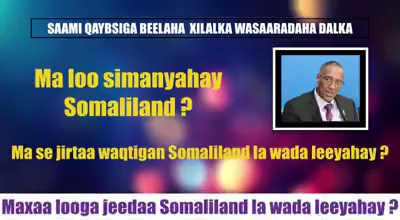 SAAMI QAYBSIGA BEELAHA XILALKA WASAARADAHA DALKA
Ma loo simanyahay
Somaliland ?
Ma se jirtaa waqtigan Somaliland la wada leeyahay ?
Maxaa looga jeedaa Somaliland la wada leeyahay ?